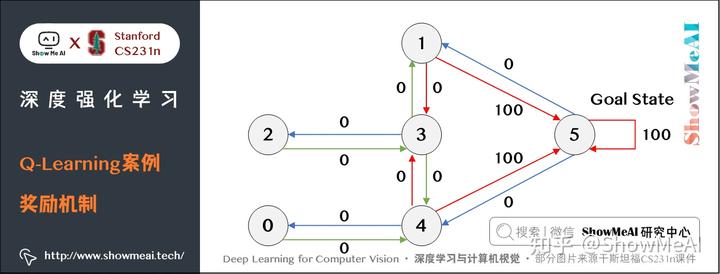 Show Me AI
X
Stanford
CS231n
深度强化学习
Q-Learning案例
奖励机制
http://www.showmeai.tech/
1
0
0
0
100
Goal State
2
0
0
3
5
100
0
0
100
0
0
0
4
0
搜索 | 微信 ShowMeAI 研究中心
知乎 @ShowMeAI
Deep Learning for Computer Vision • 深度学习与计算机视觉 • 部分图片来源于斯坦福CS231n课件
ShowMeAI